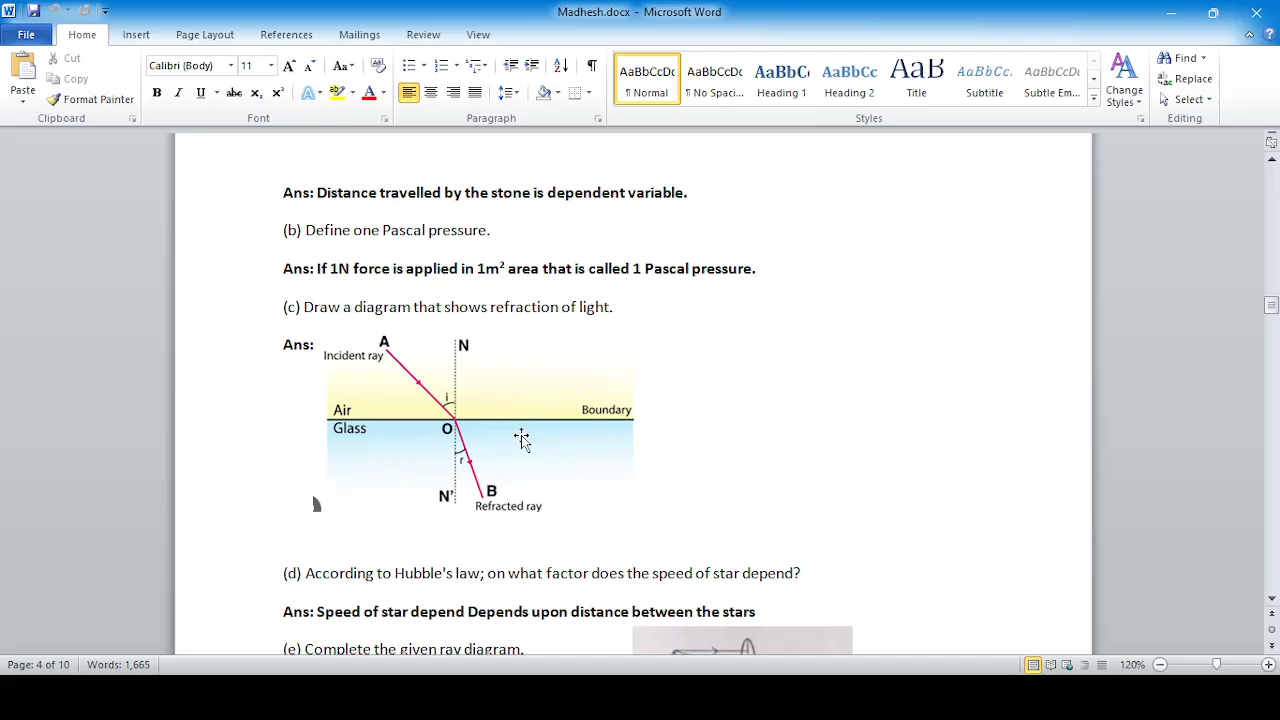 Madhesh.docx - Microsoft Word
File Home Insert Page Layout References Mailings Review View
Cut
Copy
Format Painter
Paste
Calibri (Body) 11
AaBbCcDc AaBbCcDc AaBbC AaBbCc AaB AaBbCc. AaBbCcDc
¶ Normal ¶ No Spaci... Heading 1 Heading 2 Title Subtitle Subtle Em...
Change Styles
Find
Replace
Select
Clipboard Font Paragraph Styles Editing
Ans: Distance travelled by the stone is dependent variable.
(b) Define one Pascal pressure.
Ans: If 1N force is applied in 1m² area that is called 1 Pascal pressure.
(c) Draw a diagram that shows refraction of light.
Ans:
A
N
Incident ray
i
Air
Boundary
Glass
O
r
N'
B
Refracted ray
(d) According to Hubble's law; on what factor does the speed of star depend?
Ans: Speed of star depend Depends upon distance between the stars
(e) Complete the given ray diagram.
Page: 4 of 10 Words: 1,665 120%